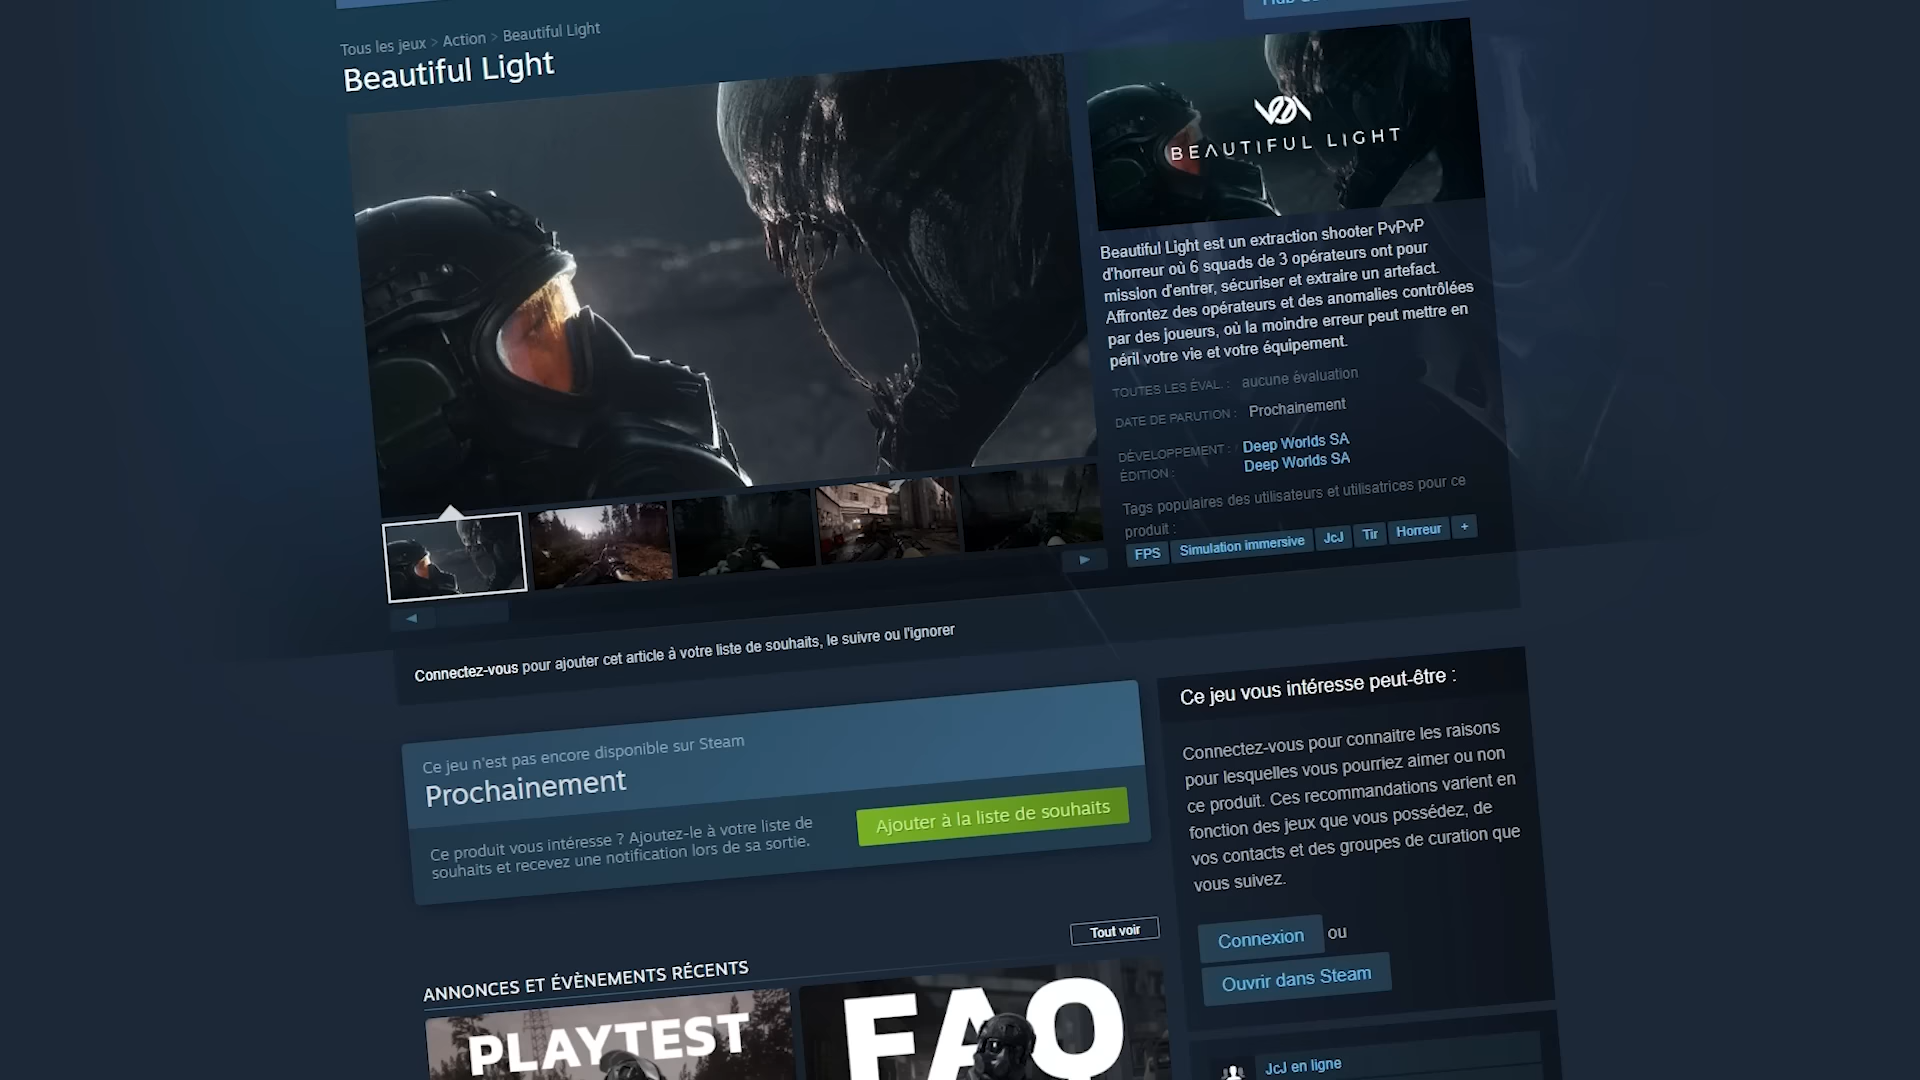 Tous les jeux > Action > Beautiful Light
Beautiful Light
BEAUTIFUL LIGHT
Beautiful Light est un extraction shooter PvPvP
d'horreur où 6 squads de 3 opérateurs ont pour
mission d'entrer, sécuriser et extraire un artefact.
Affrontez des opérateurs et des anomalies contrôlées
par des joueurs, où la moindre erreur peut mettre en
péril votre vie et votre équipement.
TOUTES LES ÉVAL. : aucune évaluation
DATE DE PARUTION : Prochainement
DÉVELOPPEMENT : Deep Worlds SA
ÉDITION : Deep Worlds SA
Tags populaires des utilisateurs et utilisatrices pour ce
produit :
FPS Simulation immersive JcJ Tir Horreur +
Connectez-vous pour ajouter cet article à votre liste de souhaits, le suivre ou l'ignorer
Ce jeu n'est pas encore disponible sur Steam
Prochainement
Ce produit vous intéresse ? Ajoutez-le à votre liste de
souhaits et recevez une notification lors de sa sortie.
Ajouter à la liste de souhaits
Ce jeu vous intéresse peut-être :
Connectez-vous pour connaitre les raisons
pour lesquelles vous pourriez aimer ou non
ce produit. Ces recommandations varient en
fonction des jeux que vous possédez, de
vos contacts et des groupes de curation que
vous suivez.
Connexion ou
Ouvrir dans Steam
Tout voir
ANNONCES ET ÉVÈNEMENTS RÉCENTS
PLAYTEST
FAQ
JcJ en ligne